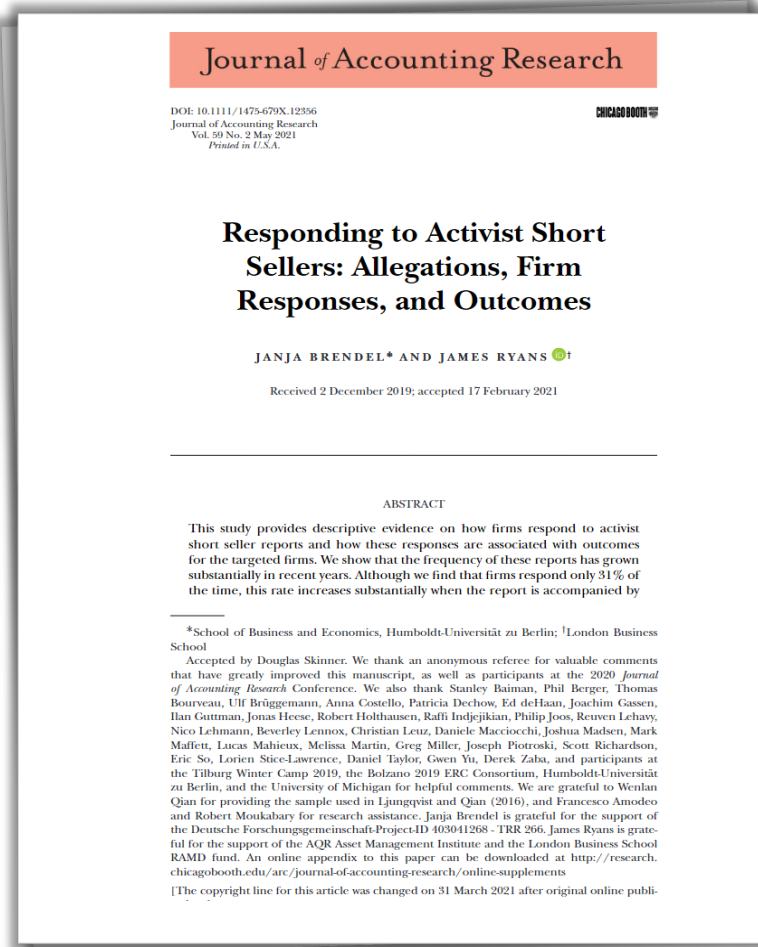 Journal of Accounting Research
DOI: 10.1111/1475-679X.12356
Journal of Accounting Research
Vol. 59 No. 2 May 2021
Printed in U.S.A.
CHICAGO BOOTH
Responding to Activist Short
Sellers: Allegations, Firm
Responses, and Outcomes
JANJA BRENDEL* AND JAMES RYANS iD †
Received 2 December 2019; accepted 17 February 2021
ABSTRACT
This study provides descriptive evidence on how firms respond to activist
short seller reports and how these responses are associated with outcomes
for the targeted firms. We show that the frequency of these reports has grown
substantially in recent years. Although we find that firms respond only 31% of
the time, this rate increases substantially when the report is accompanied by
*School of Business and Economics, Humboldt-Universität zu Berlin; †London Business
School
Accepted by Douglas Skinner. We thank an anonymous referee for valuable comments
that have greatly improved this manuscript, as well as participants at the 2020 Journal
of Accounting Research Conference. We also thank Stanley Baiman, Phil Berger, Thomas
Bourveau, Ulf Brüggemann, Anna Costello, Patricia Dechow, Ed deHaan, Joachim Gassen,
Ilan Guttman, Jonas Heese, Robert Holthausen, Raffi Indjejikian, Philip Joos, Reuven Lehavy,
Nico Lehmann, Beverley Lennox, Christian Leuz, Daniele Macciocchi, Joshua Madsen, Mark
Maffett, Lucas Mahieux, Melissa Martin, Greg Miller, Joseph Piotroski, Scott Richardson,
Eric So, Lorien Stice-Lawrence, Daniel Taylor, Gwen Yu, Derek Zaba, and participants
at the Tilburg Winter Camp 2019, the Bolzano 2019 ERC Consortium, Humboldt-Universität
zu Berlin, and the University of Michigan for helpful comments. We are grateful to Wenlan
Qian for providing the sample used in Ljungqvist and Qian (2016), and Francesco Amodeo
and Robert Moukabary for research assistance. Janja Brendel is grateful for the support of
the Deutsche Forschungsgemeinschaft-Project-ID 403041268 - TRR 266. James Ryans is grate-
ful for the support of the AQR Asset Management Institute and the London Business School
RAMD fund. An online appendix to this paper can be downloaded at http://research.
chicagobooth.edu/arc/journal-of-accounting-research/online-supplements
[The copyright line for this article was changed on 31 March 2021 after original online publi-